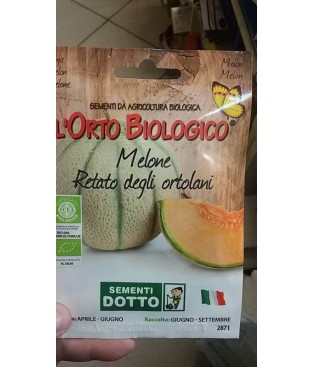 Melon
Melon
SEMENTI DA AGRICOLTURA BIOLOGICA
L'ORTO BIOLOGICO®
Melone
Retato degli ortolani
SEMENTI
DOTTO
APRILE - GIUGNO
Raccolta: GIUGNO - SETTEMBRE
2871